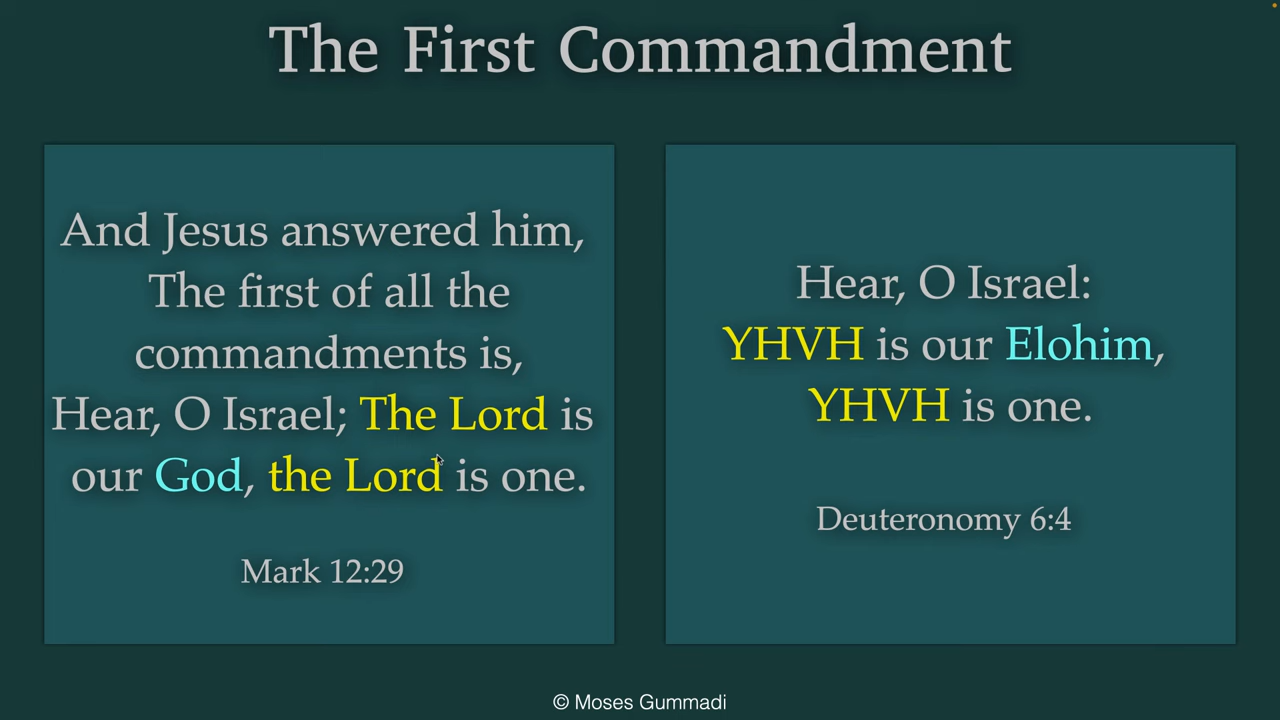 The First Commandment
And Jesus answered him,
The first of all the
commandments is,
Hear, O Israel; The Lord is
our God, the Lord is one.
Mark 12:29
Hear, O Israel:
YHVH is our Elohim,
YHVH is one.
Deuteronomy 6:4
© Moses Gummadi